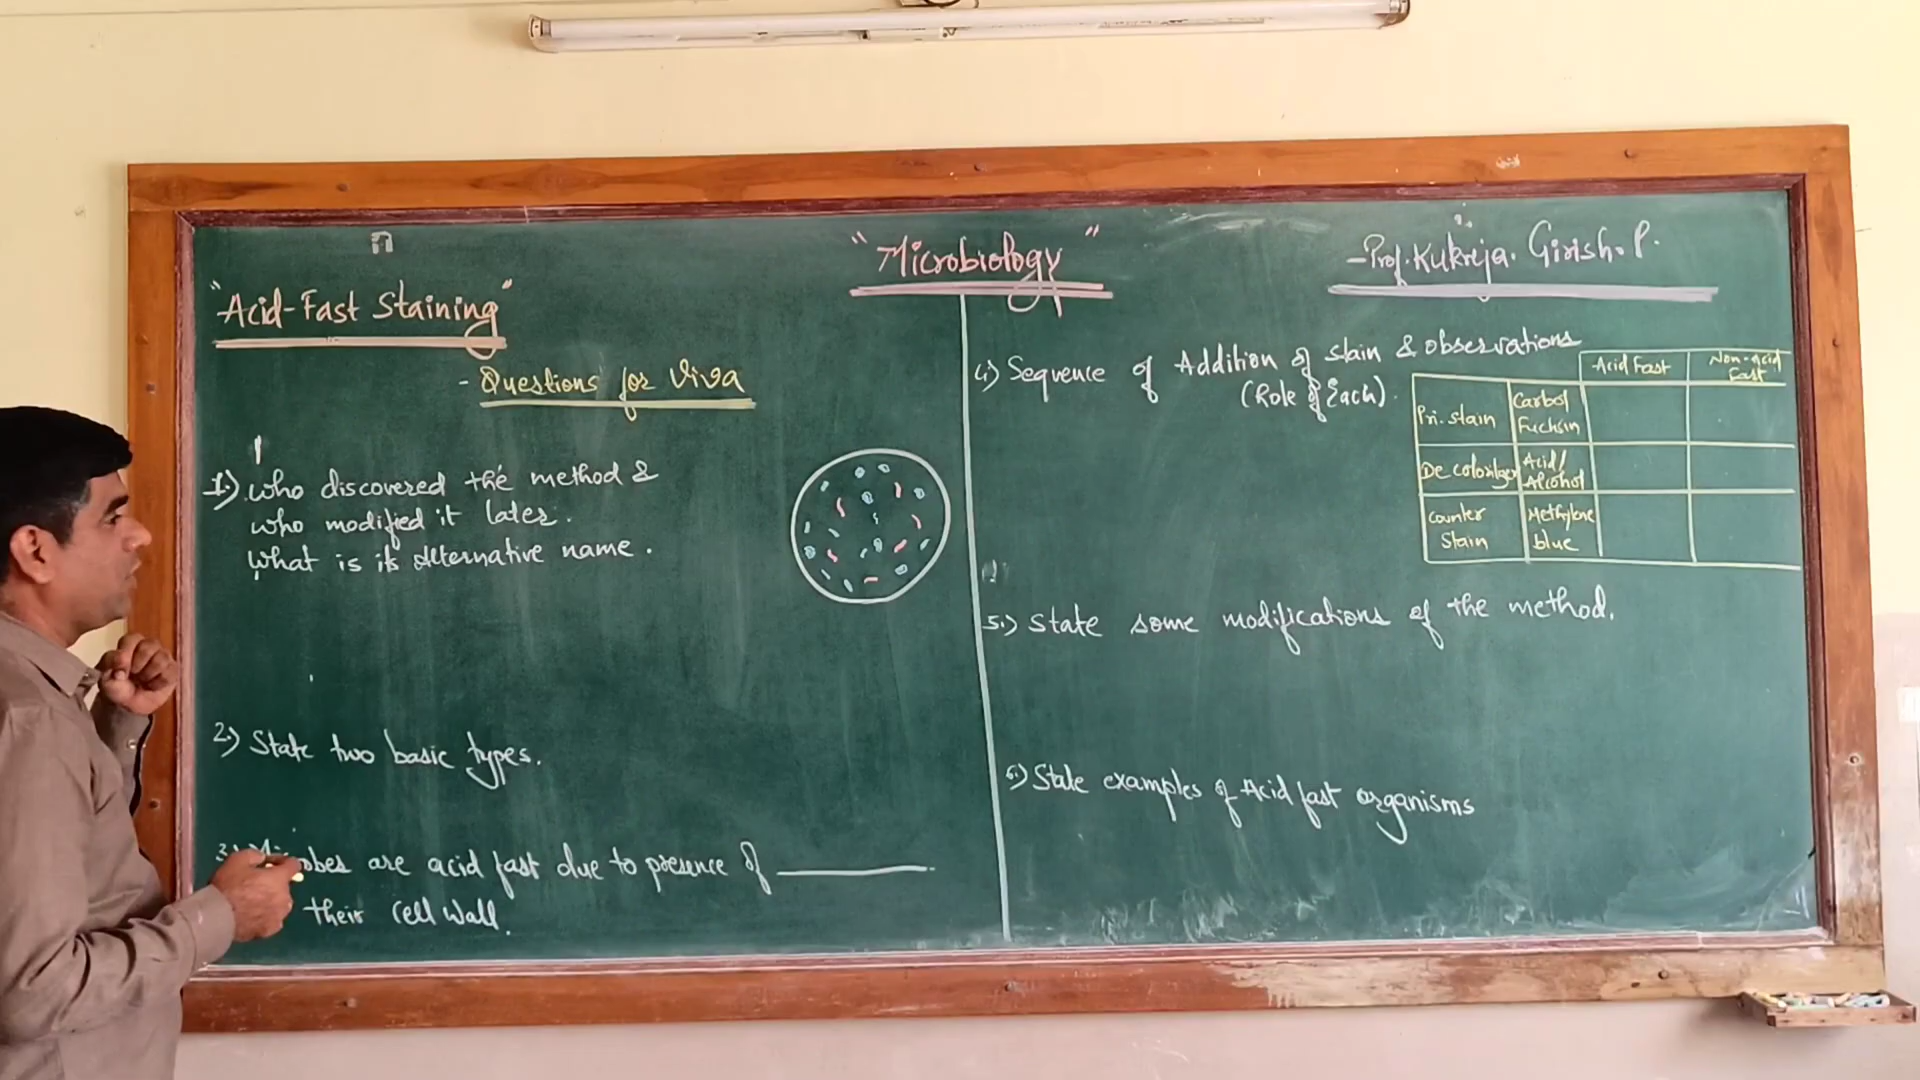 "Microbiology"
-Prof. Kukreja. Girish. P.
"Acid-Fast Staining"
- Questions for Viva
1.) who discovered the method &
who modified it later.
What is its alternative name.
2.) State two basic types.
3.) Microbes are acid fast due to presence of ________
their cell wall.
4.) Sequence of Addition of stain & observations
(Role of Each).
Acid Fast
Non-acid
Fast
Pri. stain
Carbol
Fuchsin
De colorilzer
Acid/
Alcohol
Counter
Stain
Methylene
blue
5.) State some modifications of the method.
6.) State examples of Acid fast organisms